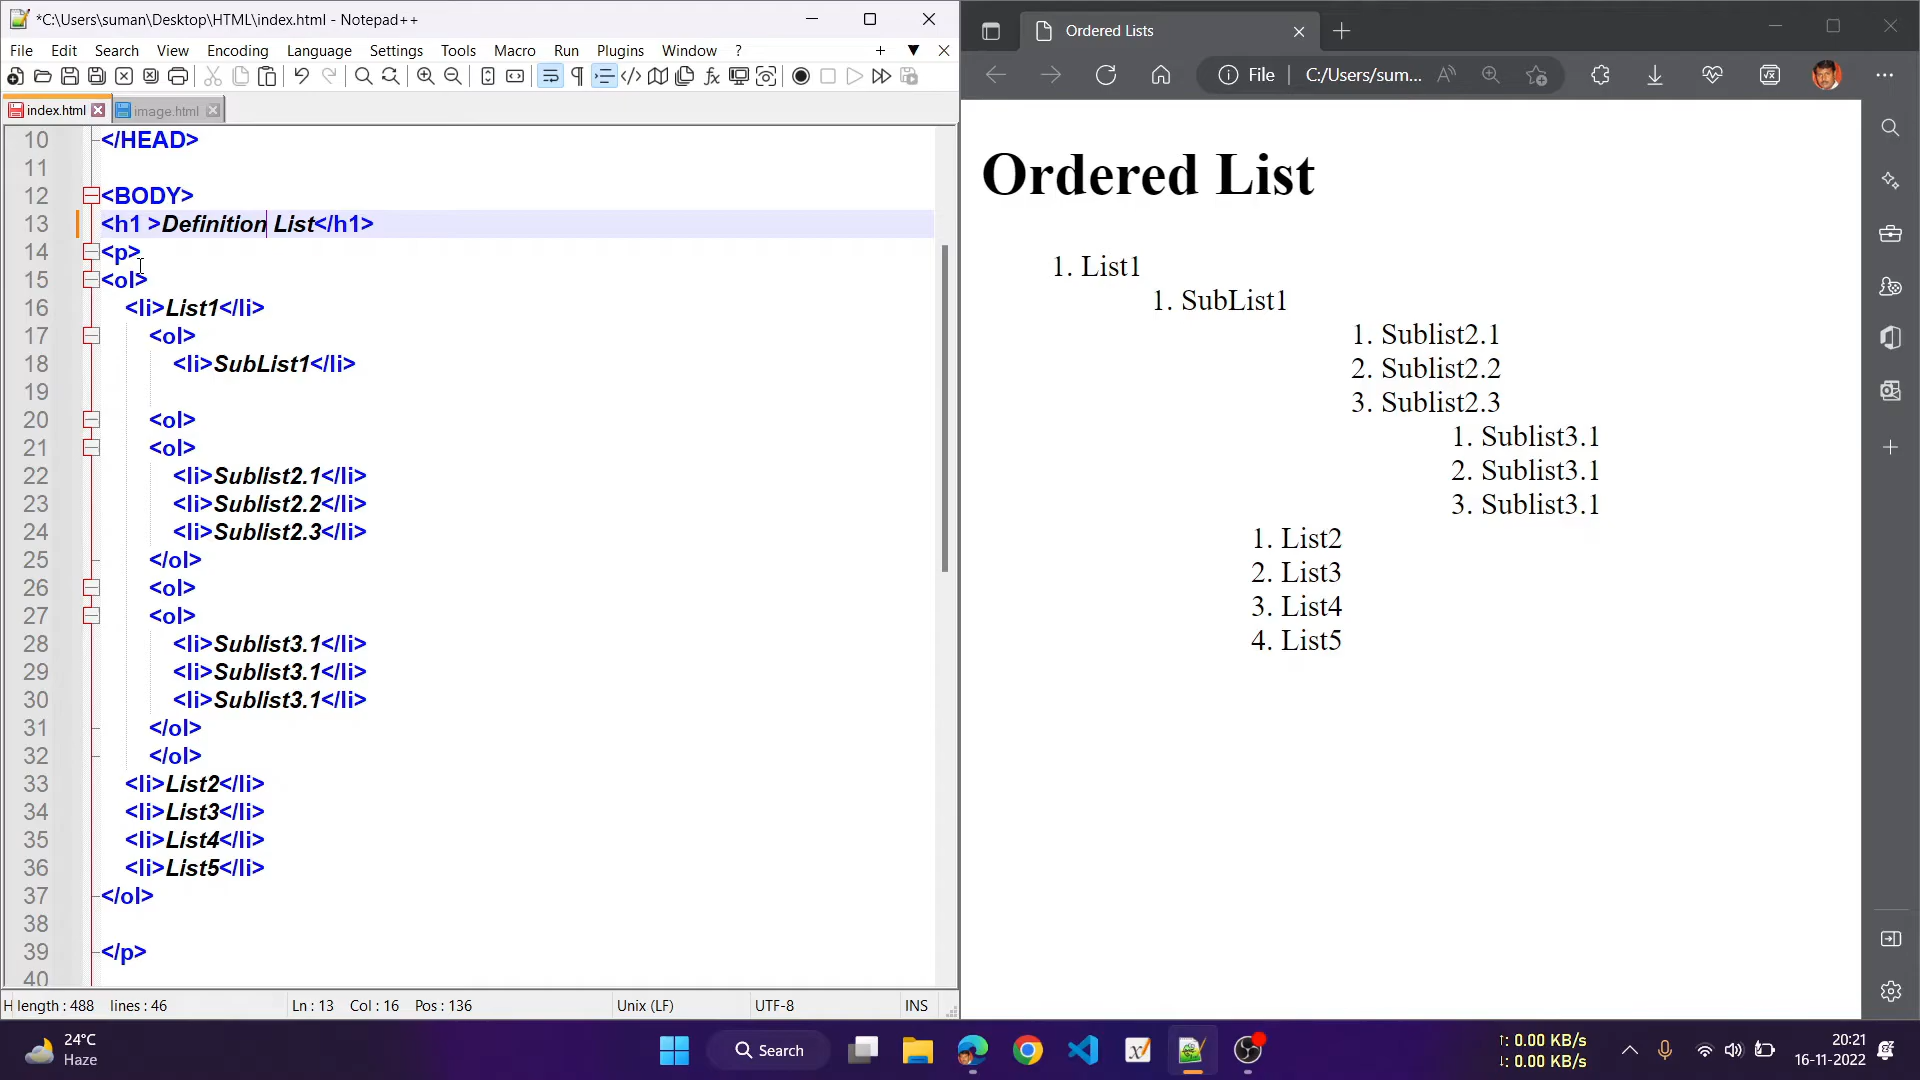 *C:\Users\suman\Desktop\HTML\index.html - Notepad++
File Edit Search View Encoding Language Settings Tools Macro Run Plugins Window ?
index.html image.html
10 </HEAD>
11
12 <BODY>
13 <h1 >Definition List</h1>
14 <p>
15 <ol>
16 <li>List1</li>
17 <ol>
18 <li>SubList1</li>
19
20 <ol>
21 <ol>
22 <li>Sublist2.1</li>
23 <li>Sublist2.2</li>
24 <li>Sublist2.3</li>
25 </ol>
26 <ol>
27 <ol>
28 <li>Sublist3.1</li>
29 <li>Sublist3.1</li>
30 <li>Sublist3.1</li>
31 </ol>
32 </ol>
33 <li>List2</li>
34 <li>List3</li>
35 <li>List4</li>
36 <li>List5</li>
37 </ol>
38
39 </p>
40
H length : 488 lines : 46 Ln : 13 Col : 16 Pos : 136 Unix (LF) UTF-8 INS
Ordered Lists
File C:/Users/sum...
Ordered List
1. List1
1. SubList1
1. Sublist2.1
2. Sublist2.2
3. Sublist2.3
1. Sublist3.1
2. Sublist3.1
3. Sublist3.1
1. List2
2. List3
3. List4
4. List5
24°C
Haze
Search
↑: 0.00 KB/s
↓: 0.00 KB/s
20:21
16-11-2022